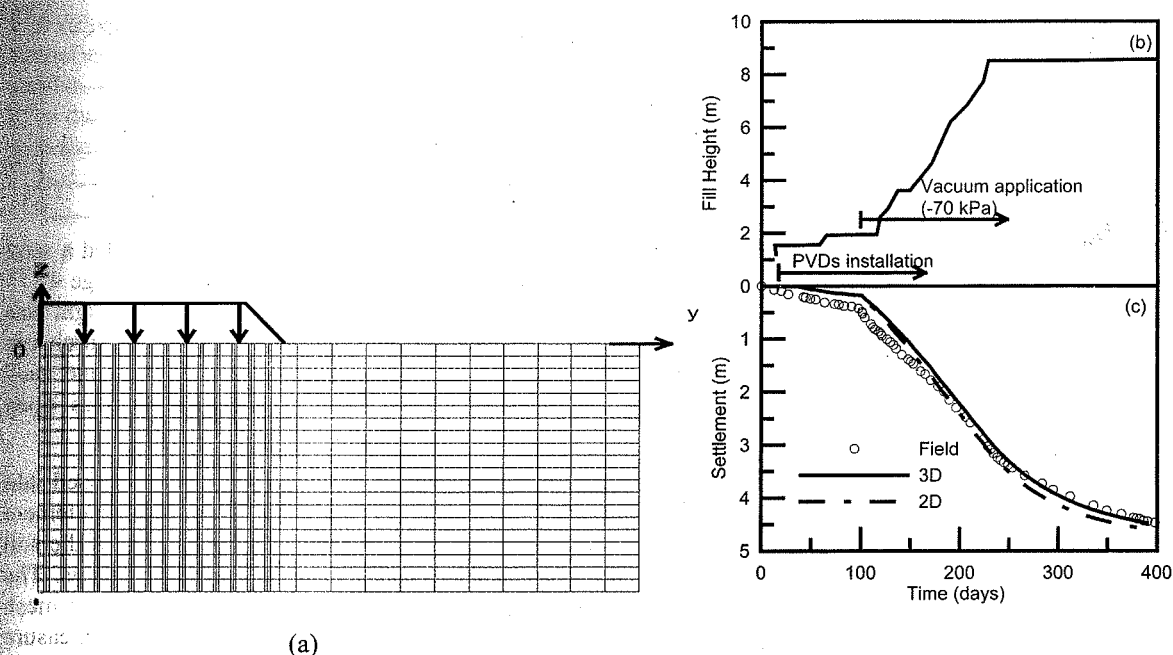 z
0
y
(a)
10
8
6
4
2
0
Fill Height (m)
(b)
Vacuum application
(-70 kPa)
PVDs installation
1
2
3
4
5
Settlement (m)
(c)
Field
3D
2D
0
100
200
300
400
Time (days)